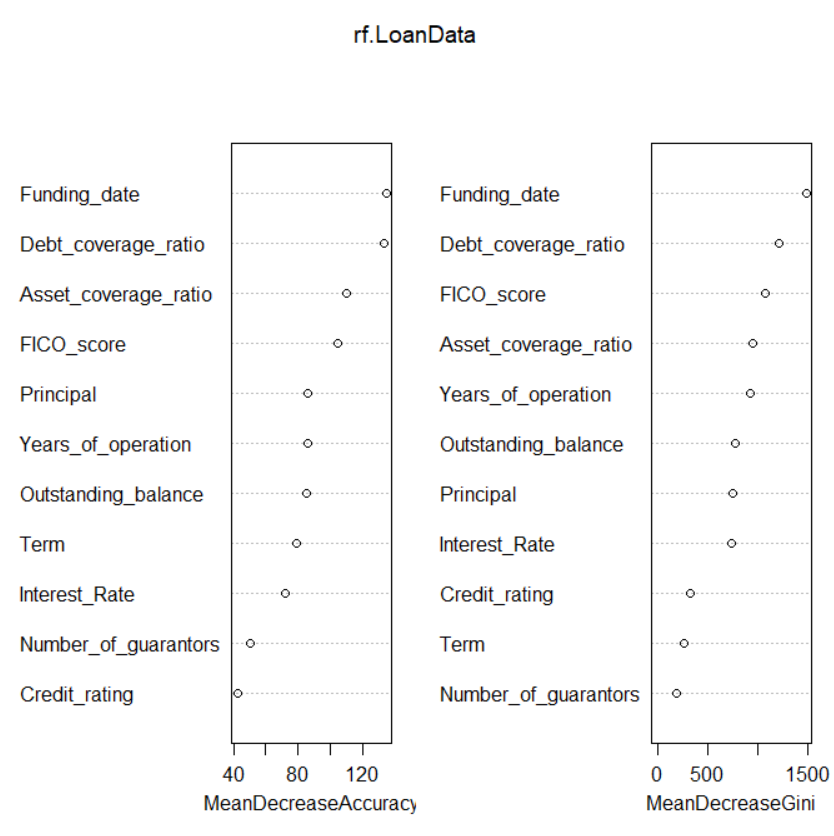 rf.LoanData
Funding_date
Debt_coverage_ratio
Asset_coverage_ratio
FICO_score
Principal
Years_of_operation
Outstanding_balance
Term
Interest_Rate
Number_of_guarantors
Credit_rating
40 80 120
MeanDecreaseAccuracy
Funding_date
Debt_coverage_ratio
FICO_score
Asset_coverage_ratio
Years_of_operation
Outstanding_balance
Principal
Interest_Rate
Credit_rating
Term
Number_of_guarantors
0 500 1500
MeanDecreaseGini